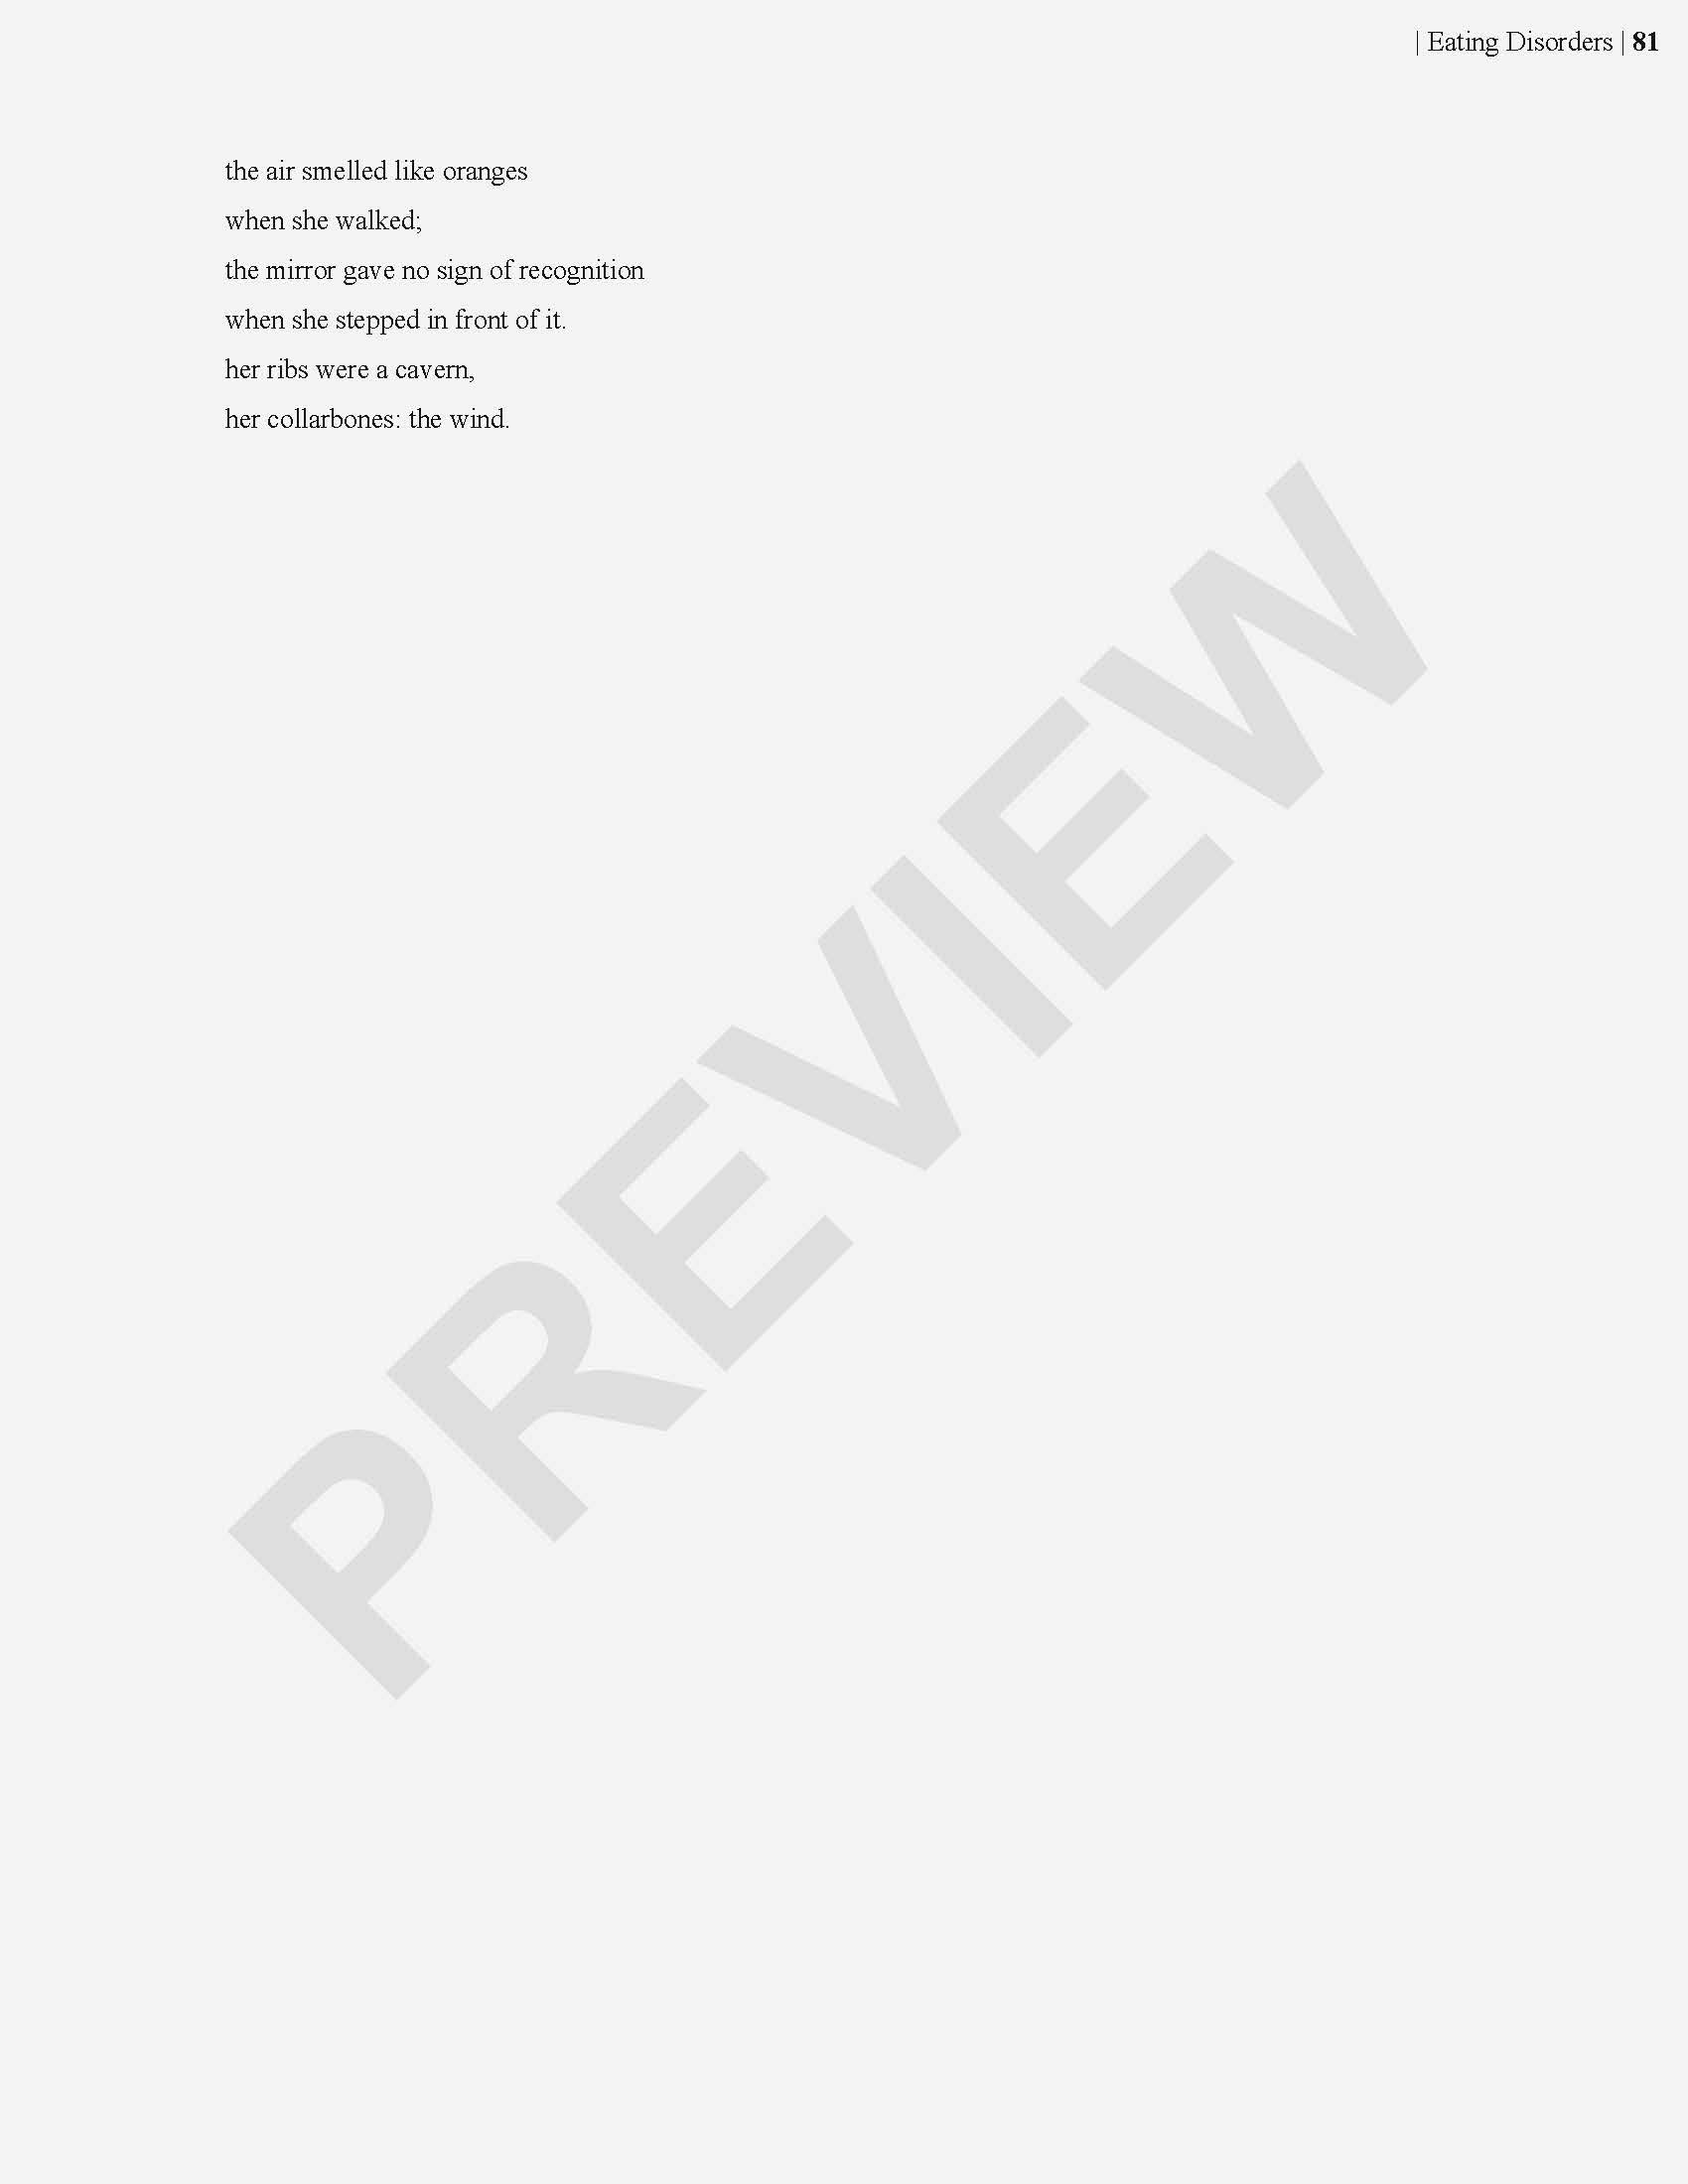 | Eating Disorders | 81
the air smelled like oranges
when she walked;
the mirror gave no sign of recognition
when she stepped in front of it.
her ribs were a cavern,
her collarbones: the wind.
PREVIEW